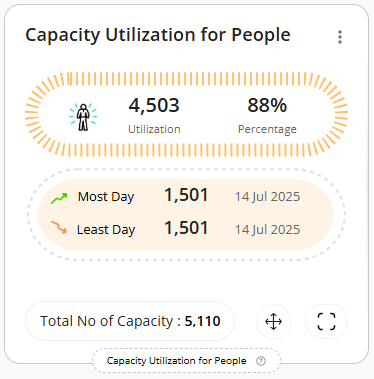 Capacity Utilization for People
4,503 88%
Utilization Percentage
Most Day 1,501 14 Jul 2025
Least Day 1,501 14 Jul 2025
Total No of Capacity : 5,110
Capacity Utilization for People ?